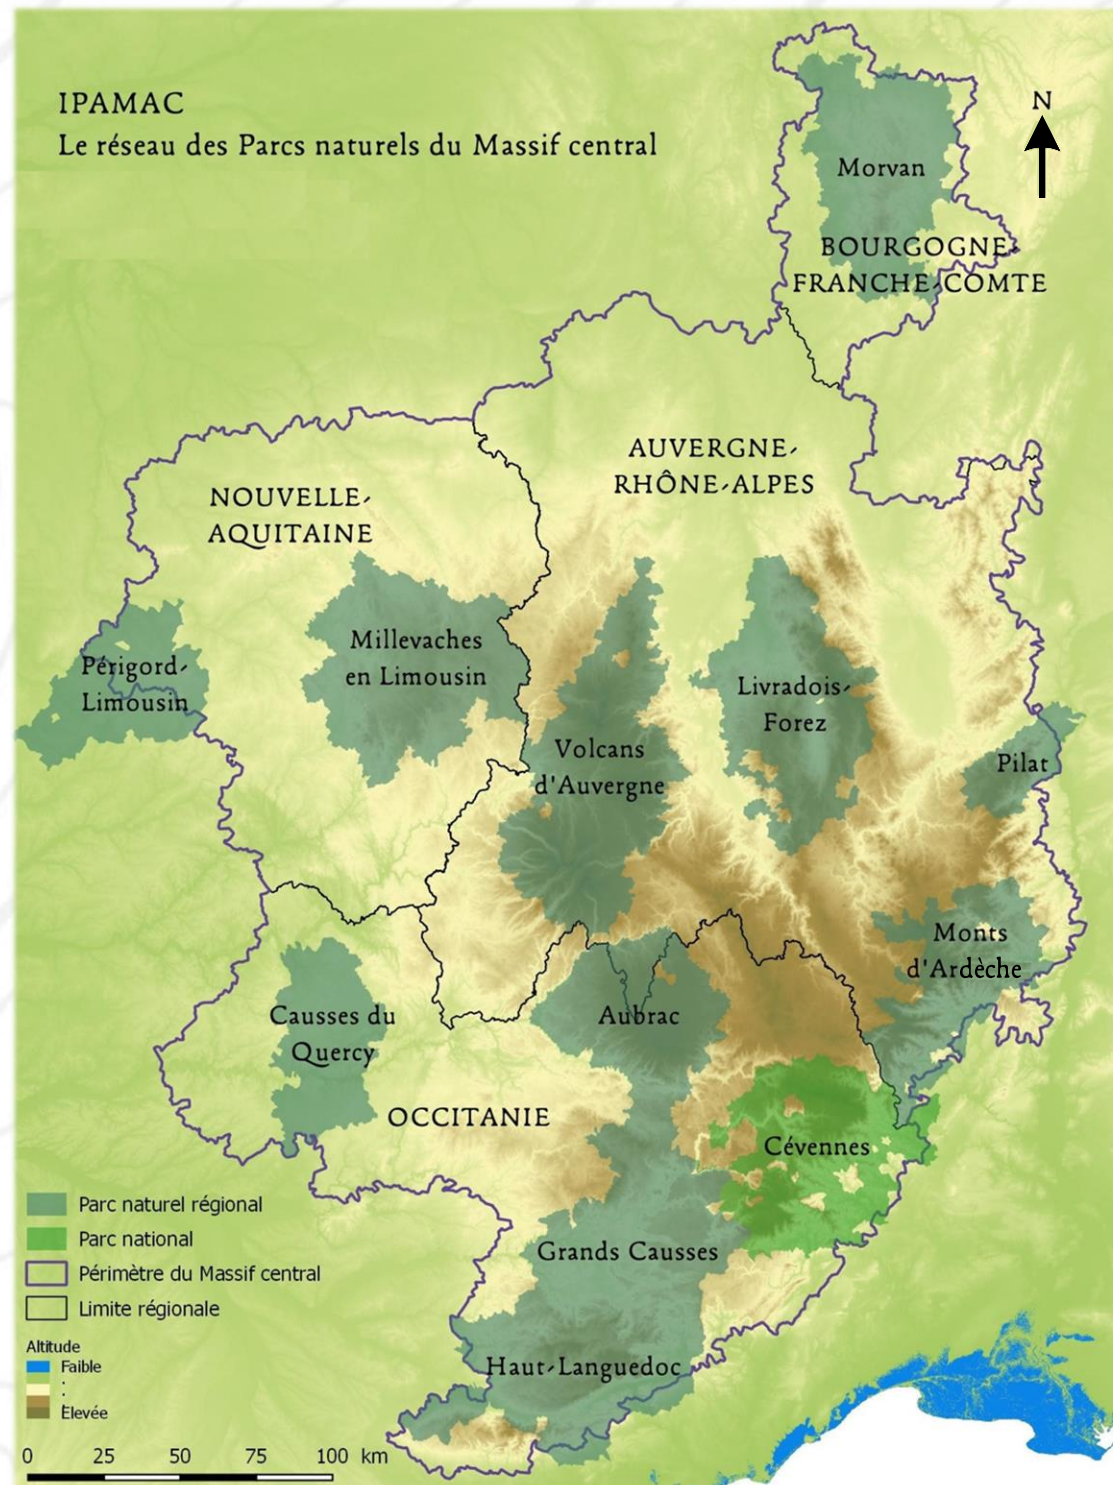 IPAMAC
Le réseau des Parcs naturels du Massif central
N
Morvan
BOURGOGNE-
FRANCHE-COMTE
AUVERGNE-
RHÔNE-ALPES
NOUVELLE-
AQUITAINE
Millevaches
en Limousin
Périgord-
Limousin
Livradois-
Forez
Volcans
d'Auvergne
Pilat
Monts
d'Ardèche
Causses du
Quercy
Aubrac
OCCITANIE
Cévennes
Grands Causses
Haut-Languedoc
Parc naturel régional
Parc national
Périmètre du Massif central
Limite régionale
Altitude
Faible
:
:
Élevée
0 25 50 75 100 km